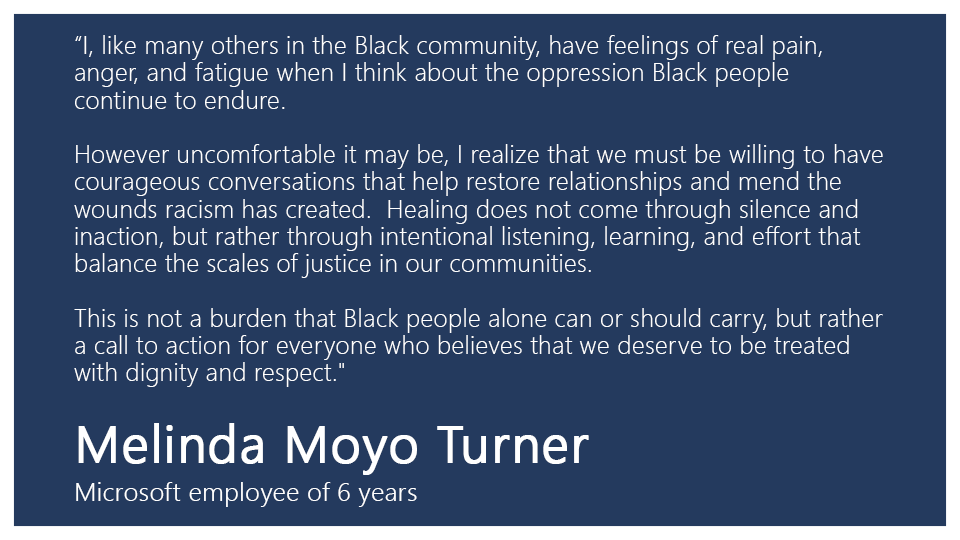 “I, like many others in the Black community, have feelings of real pain,
anger, and fatigue when I think about the oppression Black people
continue to endure.
However uncomfortable it may be, I realize that we must be willing to have
courageous conversations that help restore relationships and mend the
wounds racism has created.  Healing does not come through silence and
inaction, but rather through intentional listening, learning, and effort that
balance the scales of justice in our communities.
This is not a burden that Black people alone can or should carry, but rather
a call to action for everyone who believes that we deserve to be treated
with dignity and respect."
Melinda Moyo Turner
Microsoft employee of 6 years